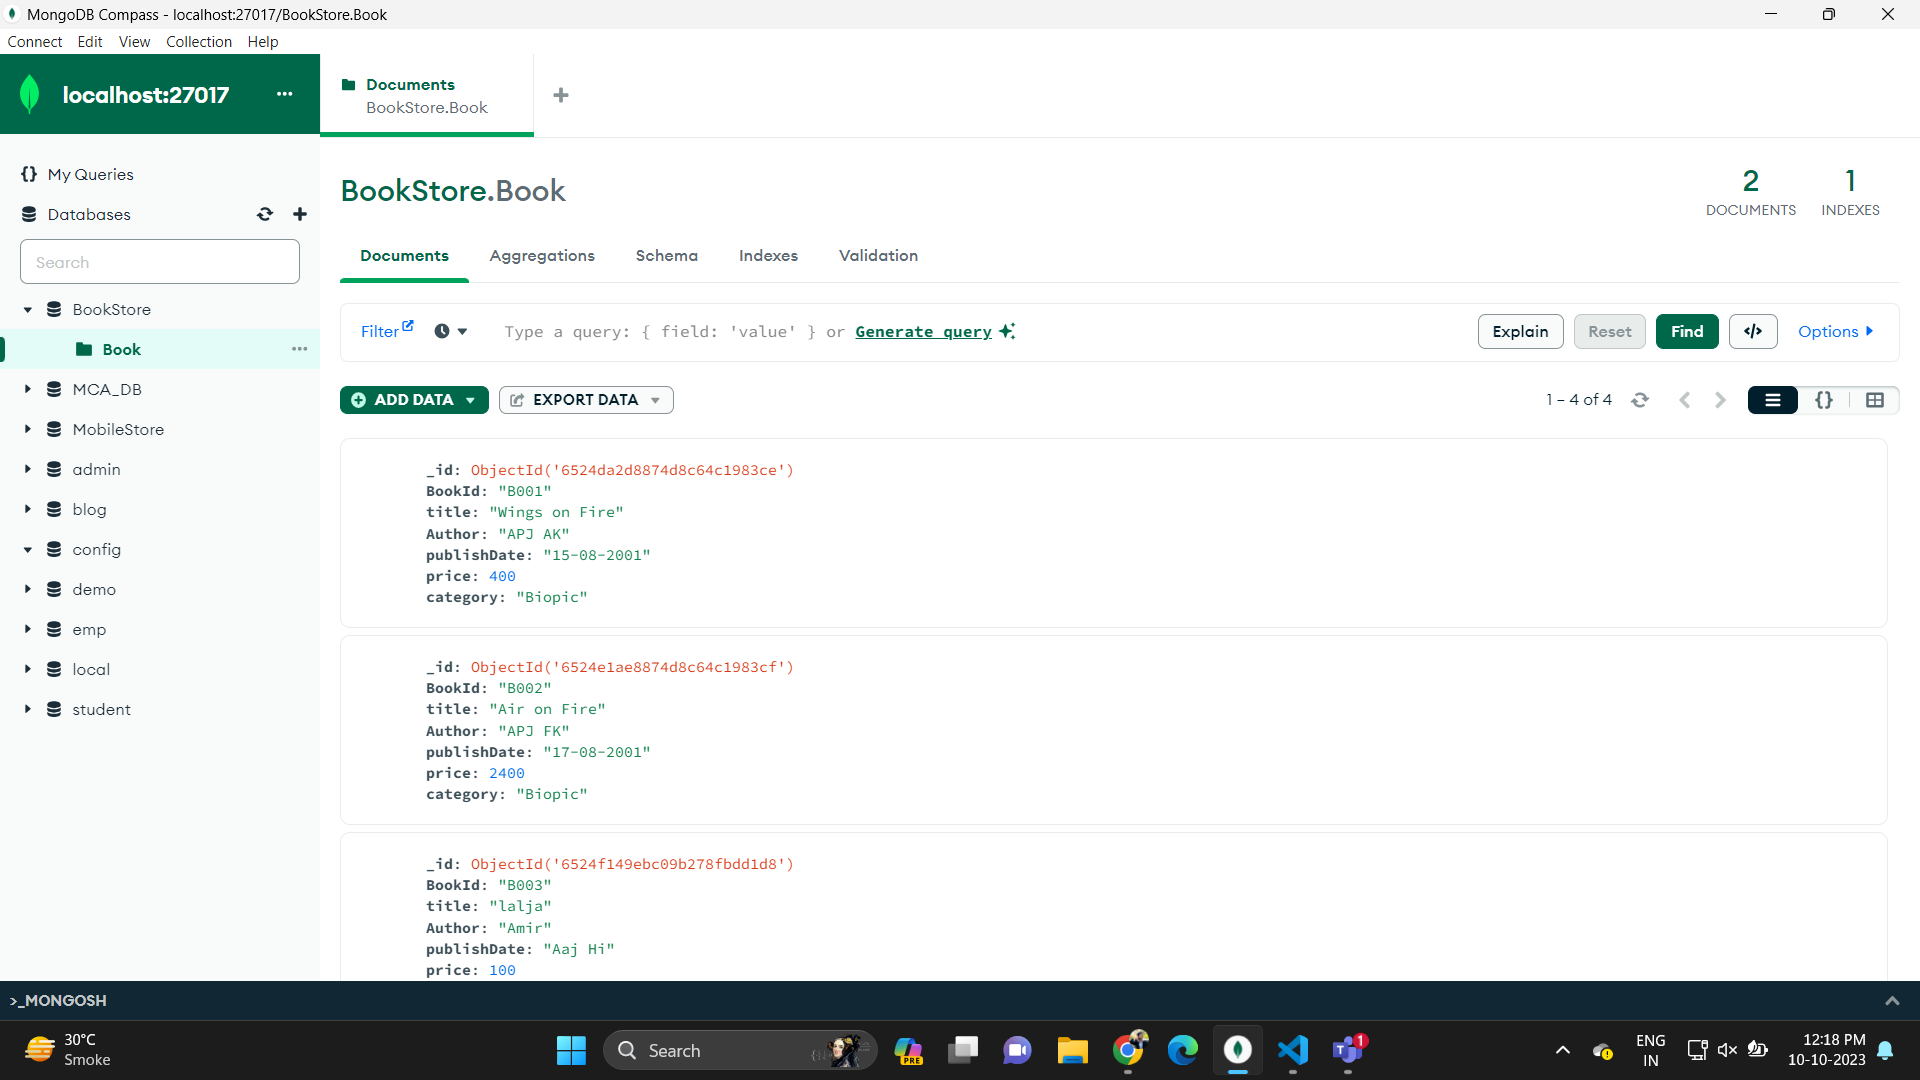 MongoDB Compass - localhost:27017/BookStore.Book
Connect Edit View Collection Help
localhost:27017
Documents
BookStore.Book
My Queries
Databases
Search
BookStore
Book
MCA_DB
MobileStore
admin
blog
config
demo
emp
local
student
BookStore.Book
2
DOCUMENTS
1
INDEXES
Documents Aggregations Schema Indexes Validation
Filter Type a query: { field: 'value' } or Generate query Explain Reset Find </> Options
ADD DATA EXPORT DATA 1 – 4 of 4 {}
_id: ObjectId('6524da2d8874d8c64c1983ce')
BookId: "B001"
title: "Wings on Fire"
Author: "APJ AK"
publishDate: "15-08-2001"
price: 400
category: "Biopic"
_id: ObjectId('6524e1ae8874d8c64c1983cf')
BookId: "B002"
title: "Air on Fire"
Author: "APJ FK"
publishDate: "17-08-2001"
price: 2400
category: "Biopic"
_id: ObjectId('6524f149ebc09b278fbdd1d8')
BookId: "B003"
title: "lalja"
Author: "Amir"
publishDate: "Aaj Hi"
price: 100
>_MONGOSH
30°C
Smoke
Search
PRE
1
ENG
IN
12:18 PM
10-10-2023